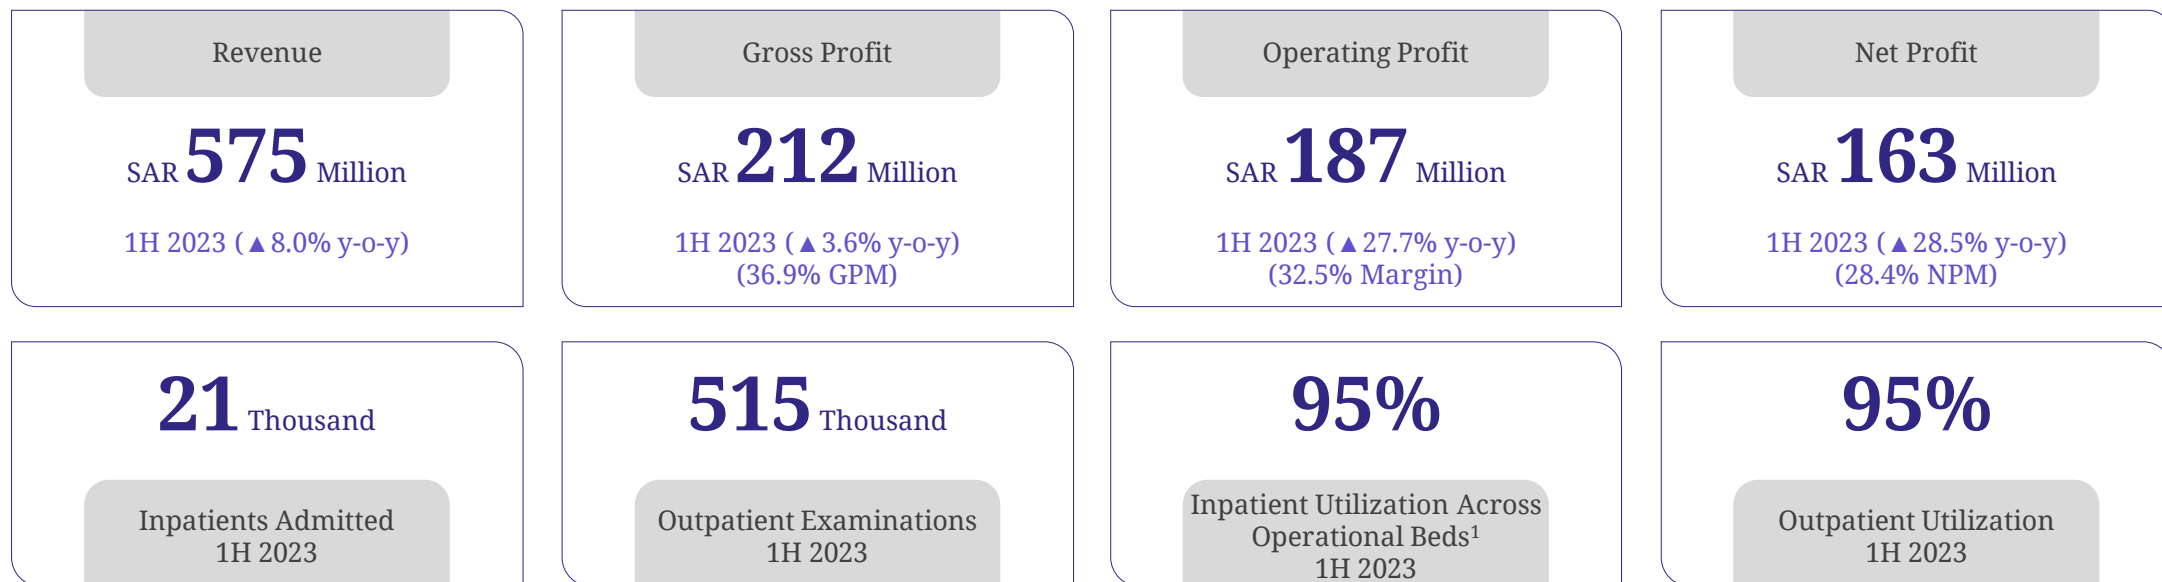 Revenue
SAR 575 Million
1H 2023 (▲8.0% y-o-y)
Gross Profit
SAR 212 Million
1H 2023 (▲3.6% y-o-y)
(36.9% GPM)
Operating Profit
SAR 187 Million
1H 2023 (▲27.7% y-o-y)
(32.5% Margin)
Net Profit
SAR 163 Million
1H 2023 (▲28.5% y-o-y)
(28.4% NPM)
21 Thousand
Inpatients Admitted
1H 2023
515 Thousand
Outpatient Examinations
1H 2023
95%
Inpatient Utilization Across
Operational Beds¹
1H 2023
95%
Outpatient Utilization
1H 2023